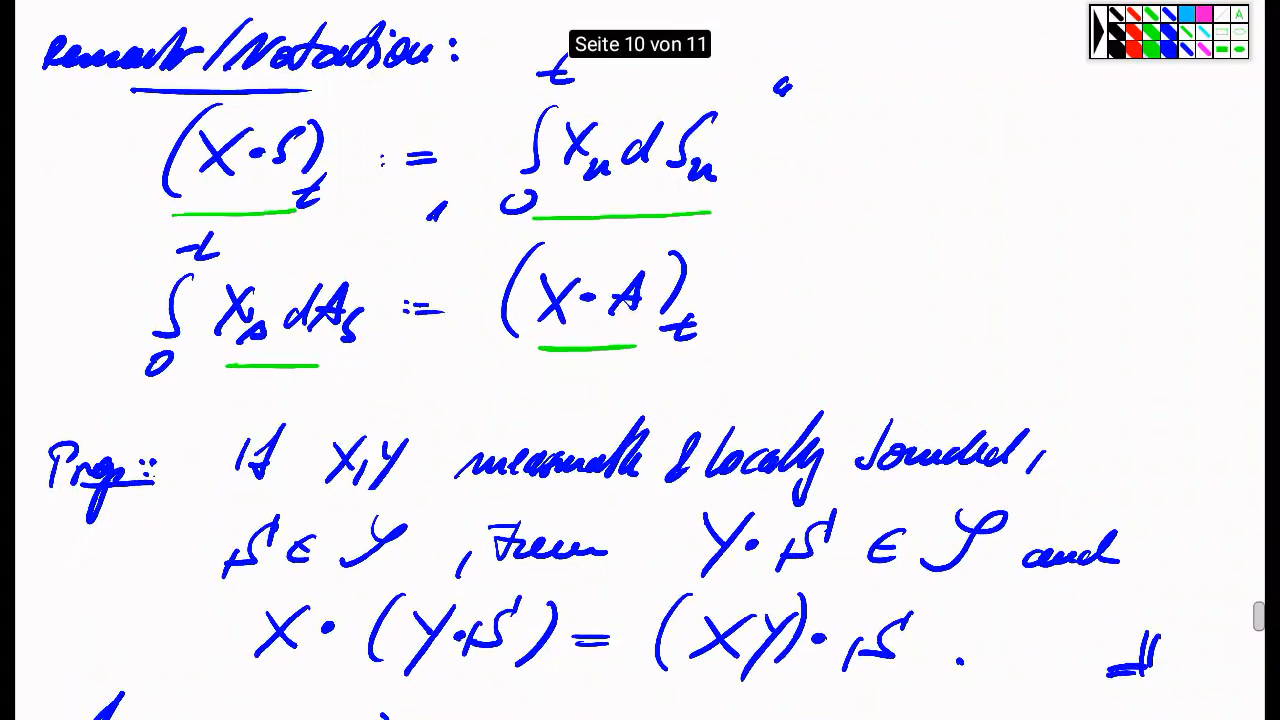 Remark/Notation:
Seite 10 von 11
(X•S)_t := ∫_0^t X_u dS_u
∫_0^t X_s dA_s := (X•A)_t
Prop.: If X,Y measurable & locally bounded,
S ∈ 𝒮, then Y•S ∈ 𝒮 and
X•(Y•S) = (XY)•S.